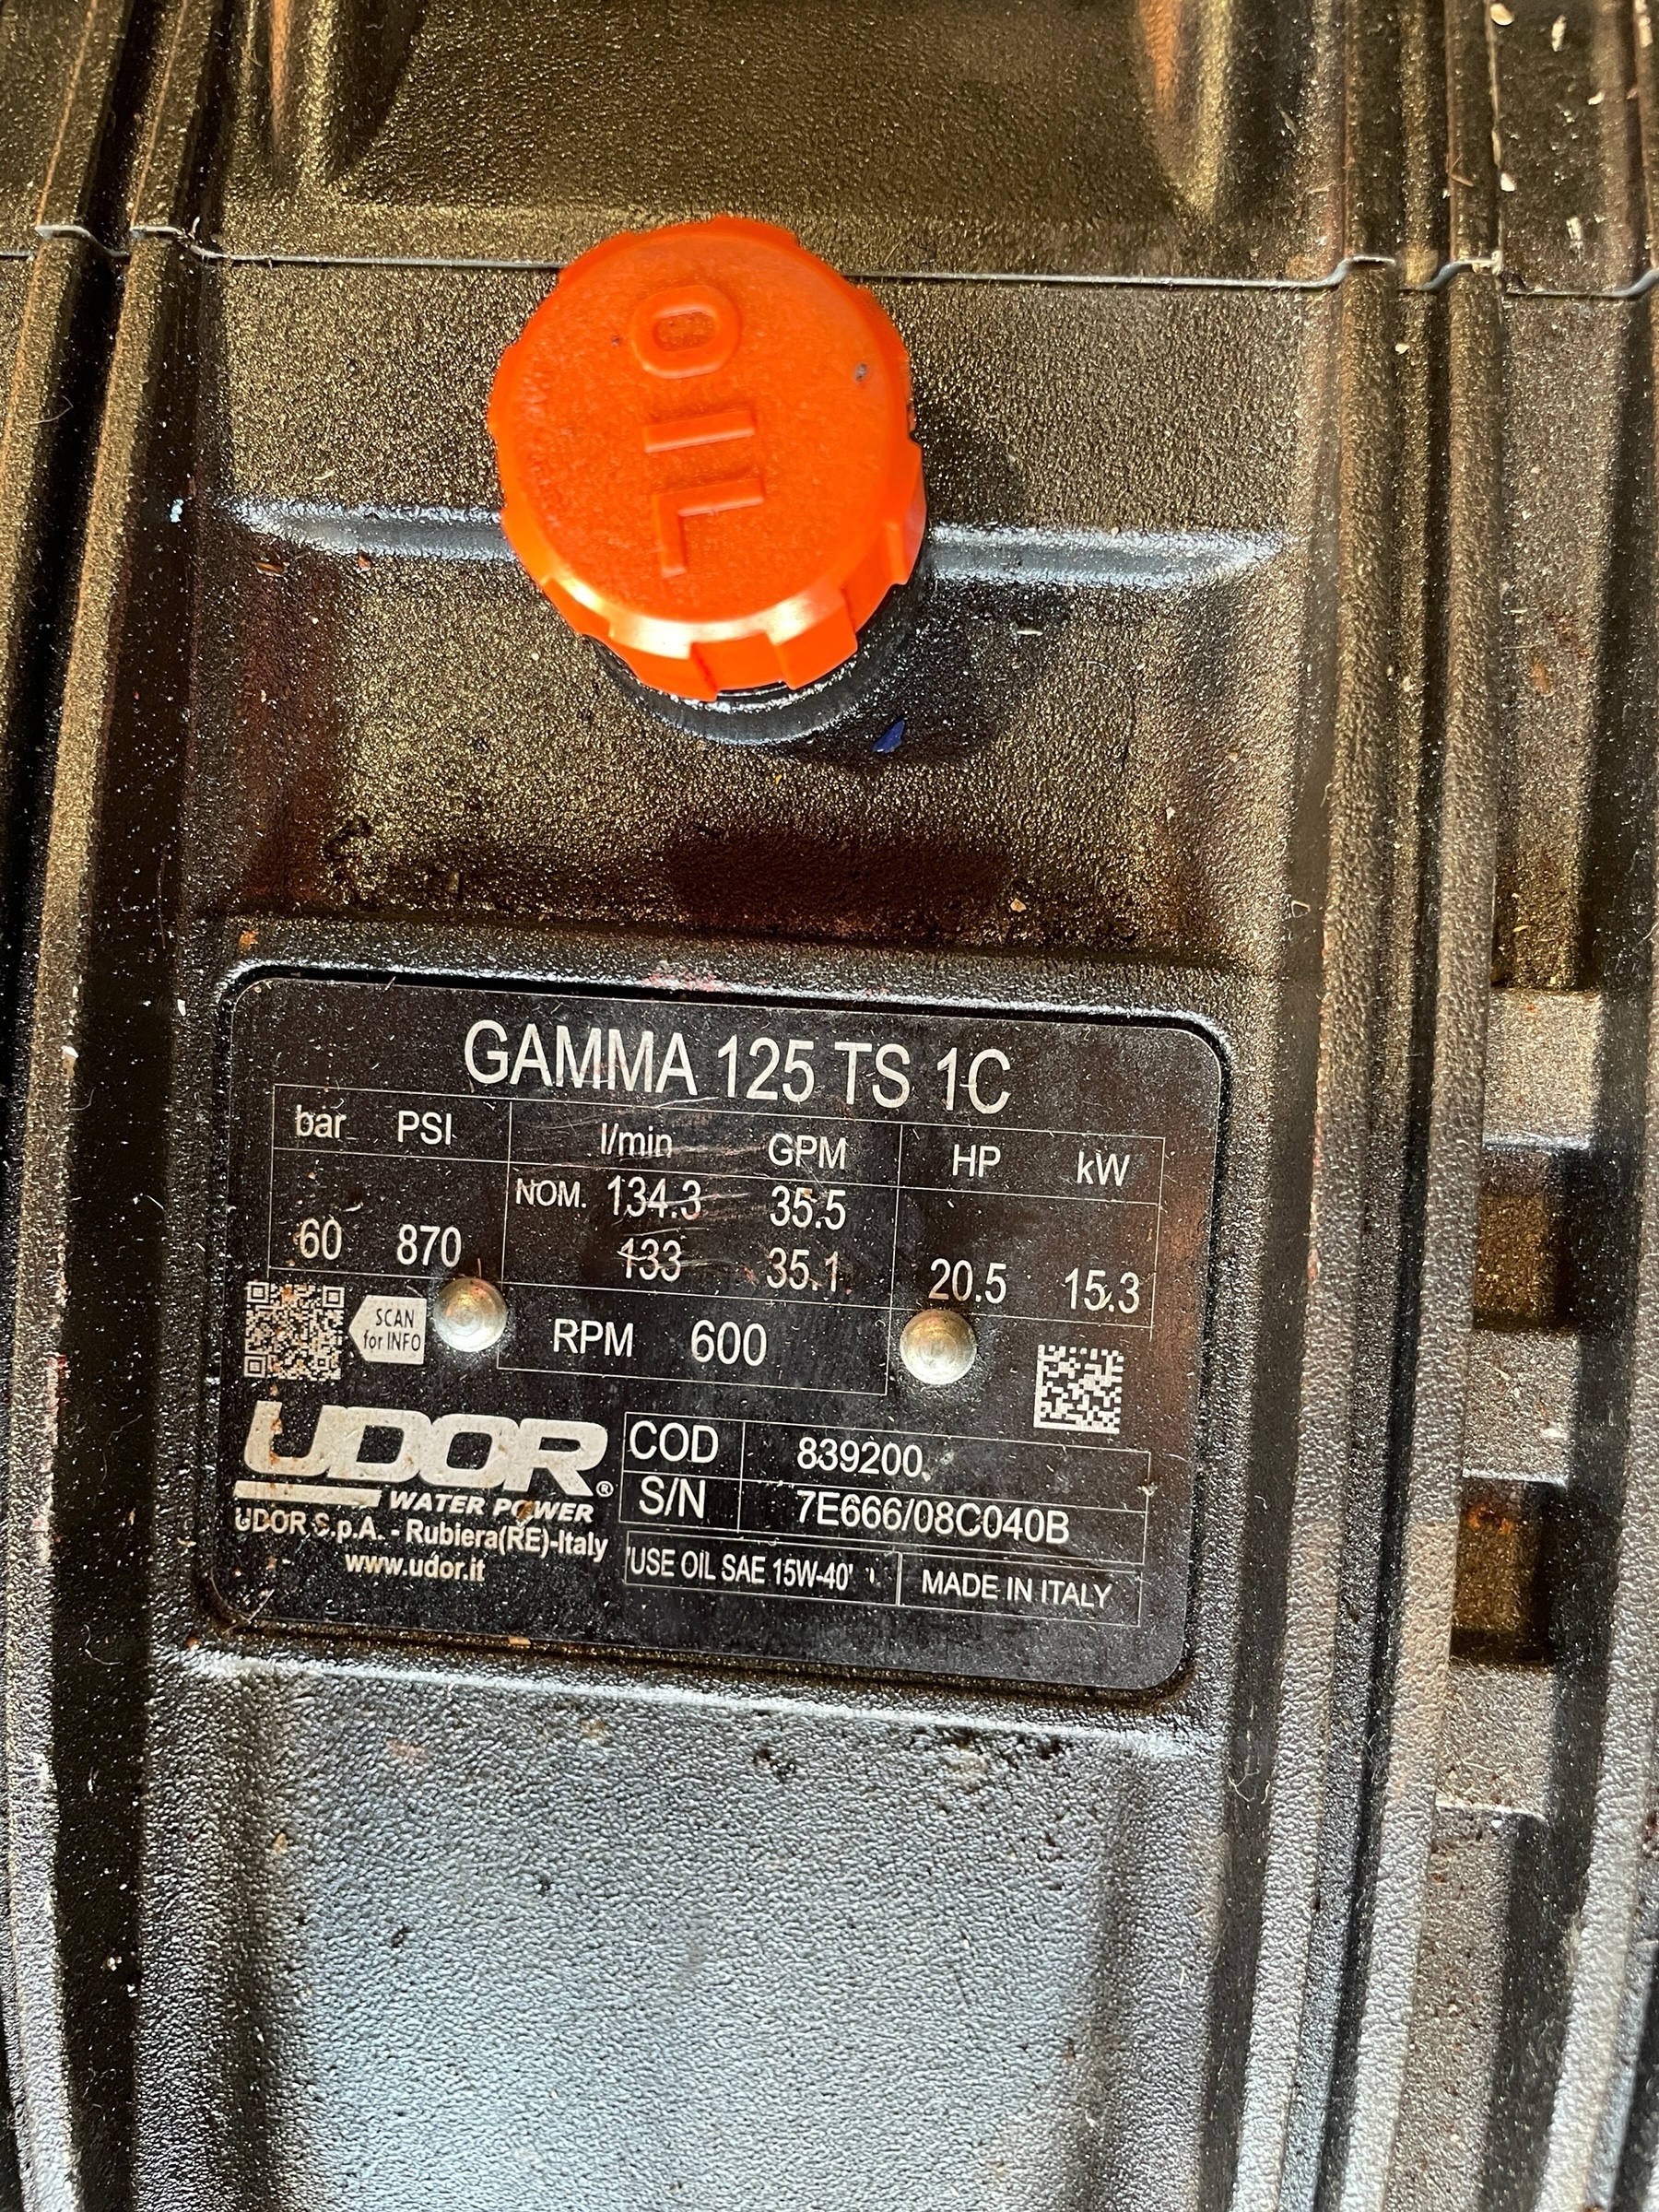 OIL
GAMMA 125 TS 1C
bar PSI l/min GPM HP kW
NOM. 134.3 35.5
60 870 133 35.1 20.5 15.3
SCAN
for INFO
RPM 600
UDOR®
WATER POWER
UDOR S.p.A. - Rubiera(RE)-Italy
www.udor.it
COD 839200
S/N 7E666/08C040B
'USE OIL SAE 15W-40' MADE IN ITALY